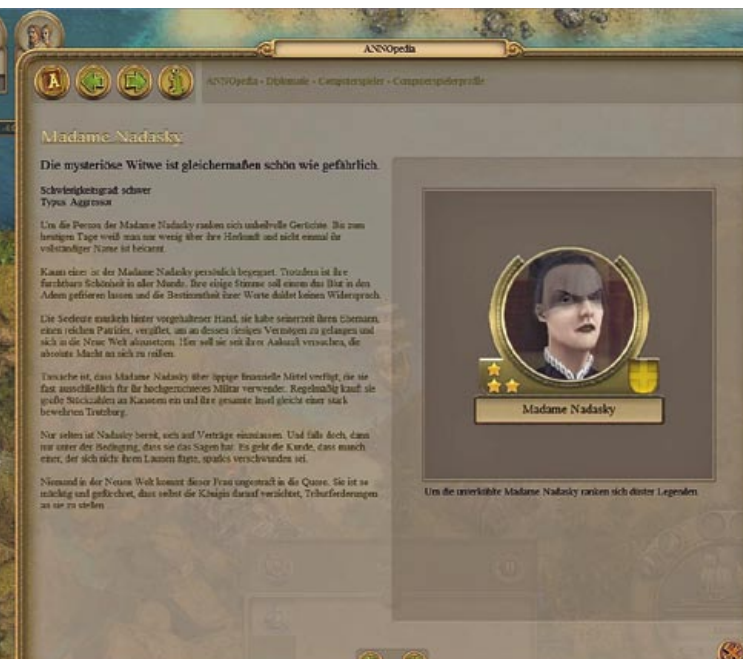 ANNOpedia
ANNOpedia - Diplomatie - Computerspieler - Computerspielerprofile
Madame Nadasky
Die mysteriöse Witwe ist gleichermaßen schön wie gefährlich.
Schwierigkeitsgrad: schwer
Typus: Aggressor
Um die Person der Madame Nadasky ranken sich unheilvolle Gerüchte. Bis zum
heutigen Tage weiß man nur wenig über ihre Herkunft und nicht einmal ihr
vollständiger Name ist bekannt.
Kaum einer ist der Madame Nadasky persönlich begegnet. Trotzdem ist ihre
furchtbare Schönheit in aller Munde. Ihre eisige Stimme soll einem das Blut in den
Adern gefrieren lassen und die Bestimmtheit ihrer Worte duldet keinen Widerspruch.
Die Seeleute munkeln hinter vorgehaltener Hand, sie habe seinerzeit ihren Ehemann,
einen reichen Patrizier, vergiftet, um an dessen riesiges Vermögen zu gelangen und
sich in die Neue Welt abzusetzen. Hier soll sie seit ihrer Ankunft versuchen, die
absolute Macht an sich zu reißen.
Tatsache ist, dass Madame Nadasky über üppige finanzielle Mittel verfügt, die sie
fast ausschließlich für ihr hochgerüstetes Militär verwendet. Regelmäßig kauft sie
große Stückzahlen an Kanonen ein und ihre gesamte Insel gleicht einer stark
bewehrten Trutzburg.
Nur selten ist Nadasky bereit, sich auf Verträge einzulassen. Und falls doch, dann
nur unter der Bedingung, dass sie das Sagen hat. Es geht die Kunde, dass manch
einer, der sich nicht ihren Launen fügte, spurlos verschwunden sei.
Niemand in der Neuen Welt kommt dieser Frau ungestraft in die Quere. Sie ist so
mächtig und gefürchtet, dass selbst die Königin darauf verzichtet, Tributforderungen
an sie zu stellen.
Madame Nadasky
Um die unterkühlte Madame Nadasky ranken sich düster Legenden.